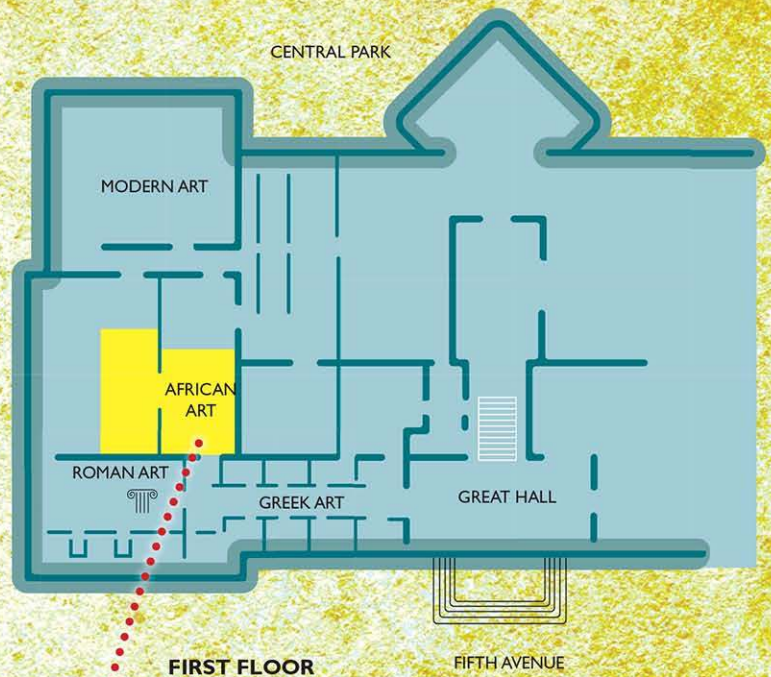 CENTRAL PARK
MODERN ART
AFRICAN
ART
ROMAN ART
GREEK ART
GREAT HALL
FIRST FLOOR
FIFTH AVENUE